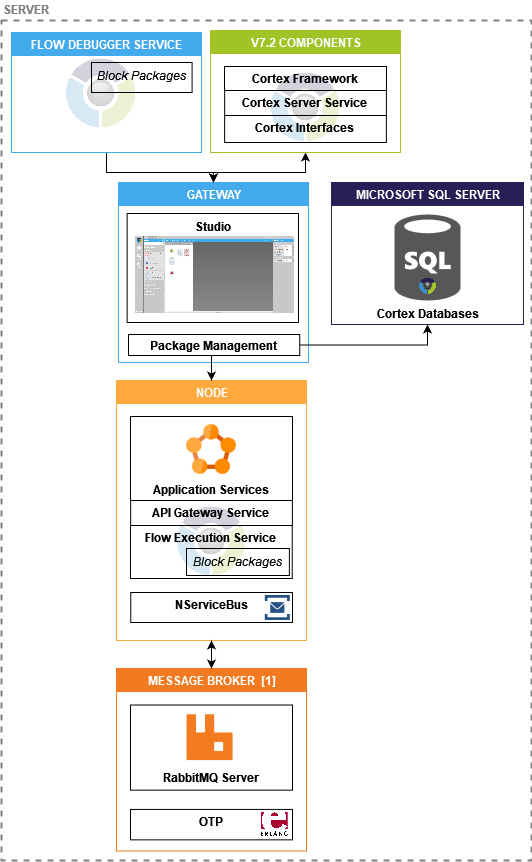 SERVER
FLOW DEBUGGER SERVICE
Block Packages
V7.2 COMPONENTS
Cortex Framework
Cortex Server Service
Cortex Interfaces
GATEWAY
Studio
Package Management
MICROSOFT SQL SERVER
SQL
Cortex Databases
NODE
Application Services
API Gateway Service
Flow Execution Service
Block Packages
NServiceBus
MESSAGE BROKER [1]
RabbitMQ Server
OTP
ERLANG